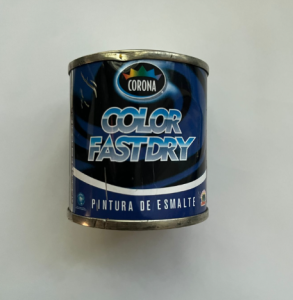 CORONA
COLOR
FAST DRY
PINTURA DE ESMALTE